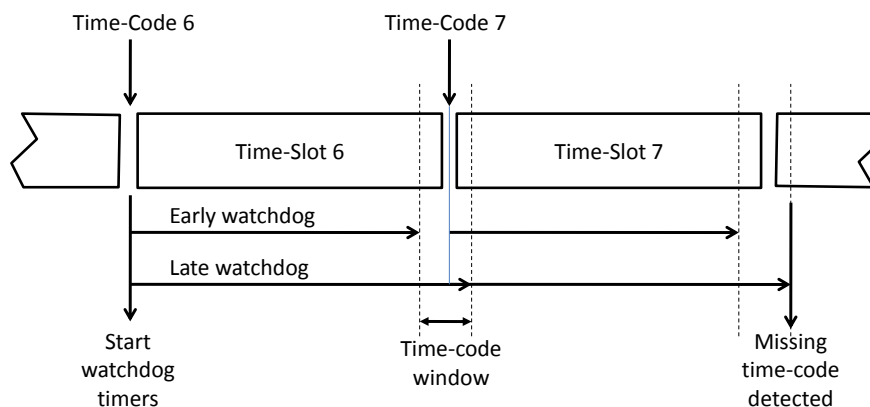 Time-Code 6
Time-Code 7
Time-Slot 6
Time-Slot 7
Early watchdog
Late watchdog
Start
watchdog
timers
Time-code
window
Missing
time-code
detected